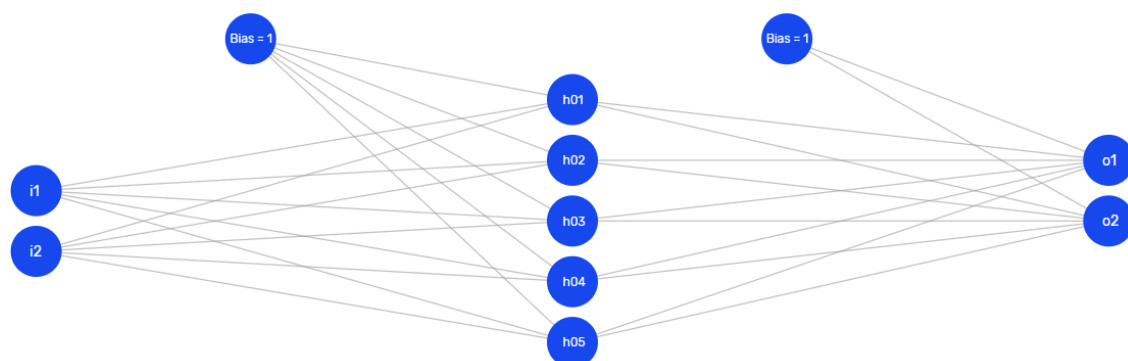 Bias = 1
Bias = 1
h01
h02
o1
i1
h03
o2
i2
h04
h05